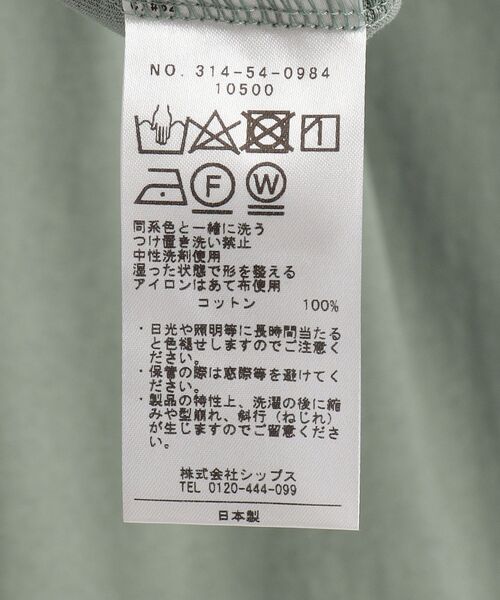 NO. 314-54-0984
10500
F
W
同系色と一緒に洗う
つけ置き洗い禁止
中性洗剤使用
湿った状態で形を整える
アイロンはあて布使用
コットン 100%
・日光や照明等に長時間当たる
と色褪せしますのでご注意く
ださい。
・保管の際は窓際等を避けてく
ださい。
・製品の特性上、洗濯の後に縮
みや型崩れ、斜行(ねじれ)
が生じますのでご留意くださ
い。
株式会社シップス
TEL 0120-444-099
日本製